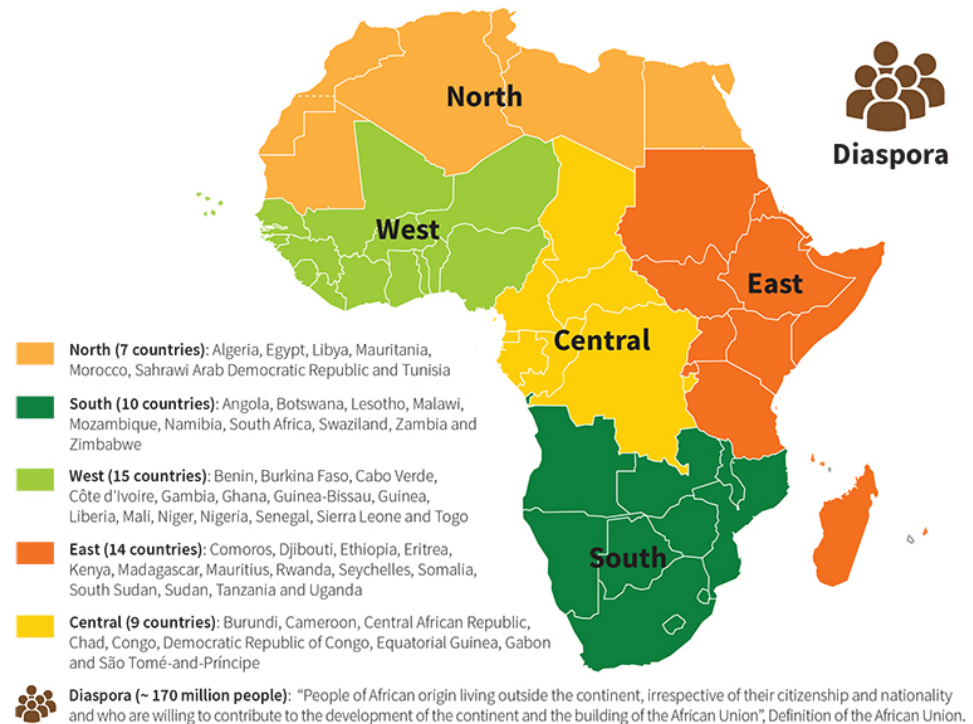 North
Diaspora
West
East
Central
South
North (7 countries): Algeria, Egypt, Libya, Mauritania,
Morocco, Sahrawi Arab Democratic Republic and Tunisia
South (10 countries): Angola, Botswana, Lesotho, Malawi,
Mozambique, Namibia, South Africa, Swaziland, Zambia and
Zimbabwe
West (15 countries): Benin, Burkina Faso, Cabo Verde,
Côte d'Ivoire, Gambia, Ghana, Guinea-Bissau, Guinea,
Liberia, Mali, Niger, Nigeria, Senegal, Sierra Leone and Togo
East (14 countries): Comoros, Djibouti, Ethiopia, Eritrea,
Kenya, Madagascar, Mauritius, Rwanda, Seychelles, Somalia,
South Sudan, Sudan, Tanzania and Uganda
Central (9 countries): Burundi, Cameroon, Central African Republic,
Chad, Congo, Democratic Republic of Congo, Equatorial Guinea, Gabon
and São Tomé-and-Príncipe
Diaspora (~ 170 million people): “People of African origin living outside the continent, irrespective of their citizenship and nationality
and who are willing to contribute to the development of the continent and the building of the African Union”, Definition of the African Union.